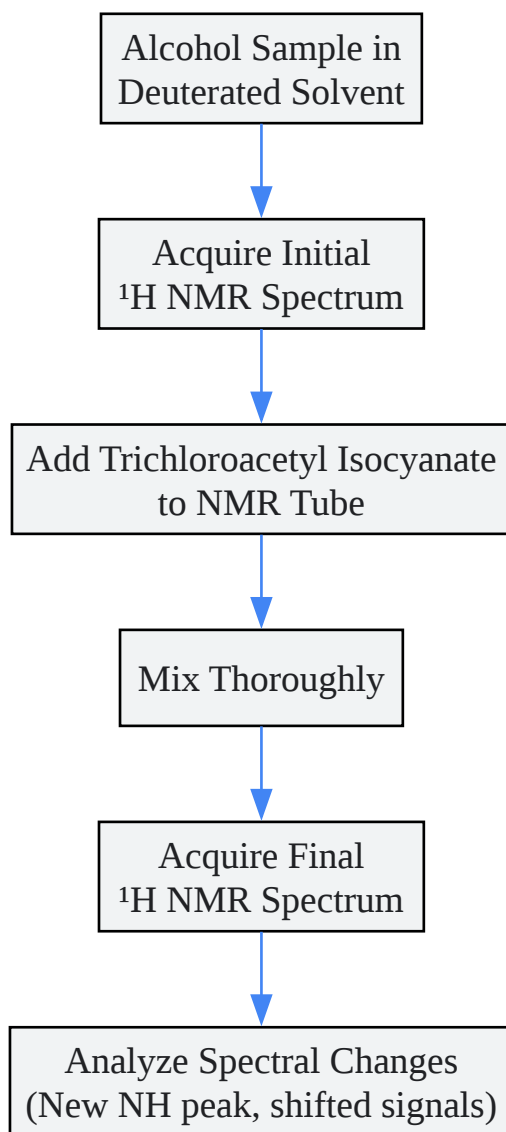 Alcohol Sample in
Deuterated Solvent
Acquire Initial
¹H NMR Spectrum
Add Trichloroacetyl Isocyanate
to NMR Tube
Mix Thoroughly
Acquire Final
¹H NMR Spectrum
Analyze Spectral Changes
(New NH peak, shifted signals)